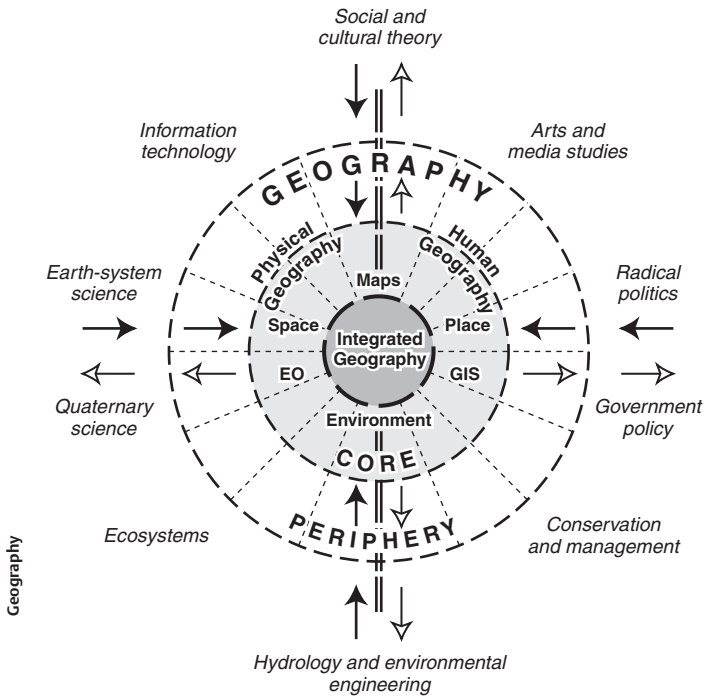 Social and
cultural theory
Information
technology
Arts and
media studies
GEOGRAPHY
Physical
Geography
Human
Geography
Earth-system
science
Radical
politics
Maps
Space
Place
Integrated
Geography
EO
GIS
Quaternary
science
Government
policy
Environment
CORE
PERIPHERY
Ecosystems
Conservation
and management
Geography
Hydrology and environmental
engineering